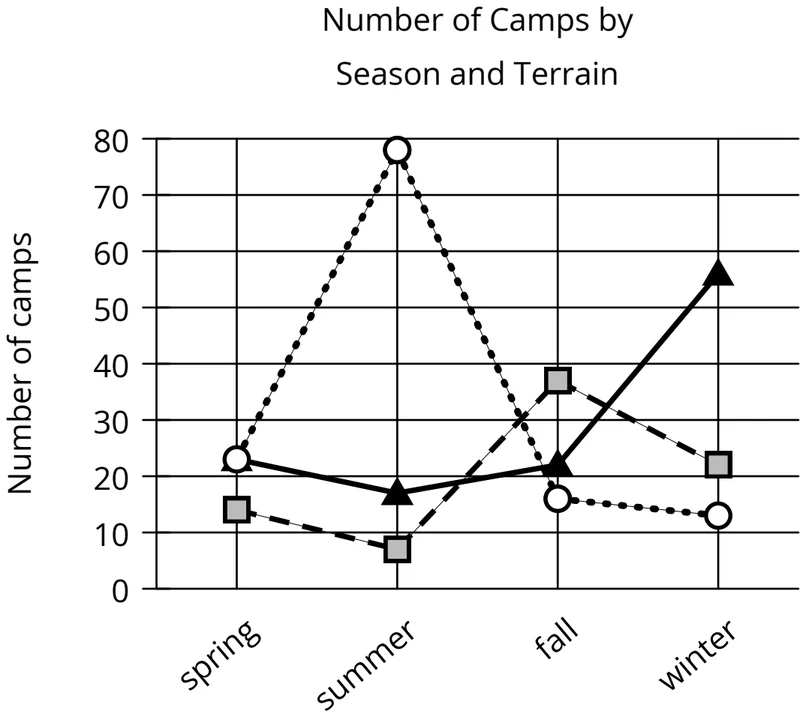 Number of Camps by
Season and Terrain
Number of camps
80
70
60
50
40
30
20
10
0
spring
summer
fall
winter